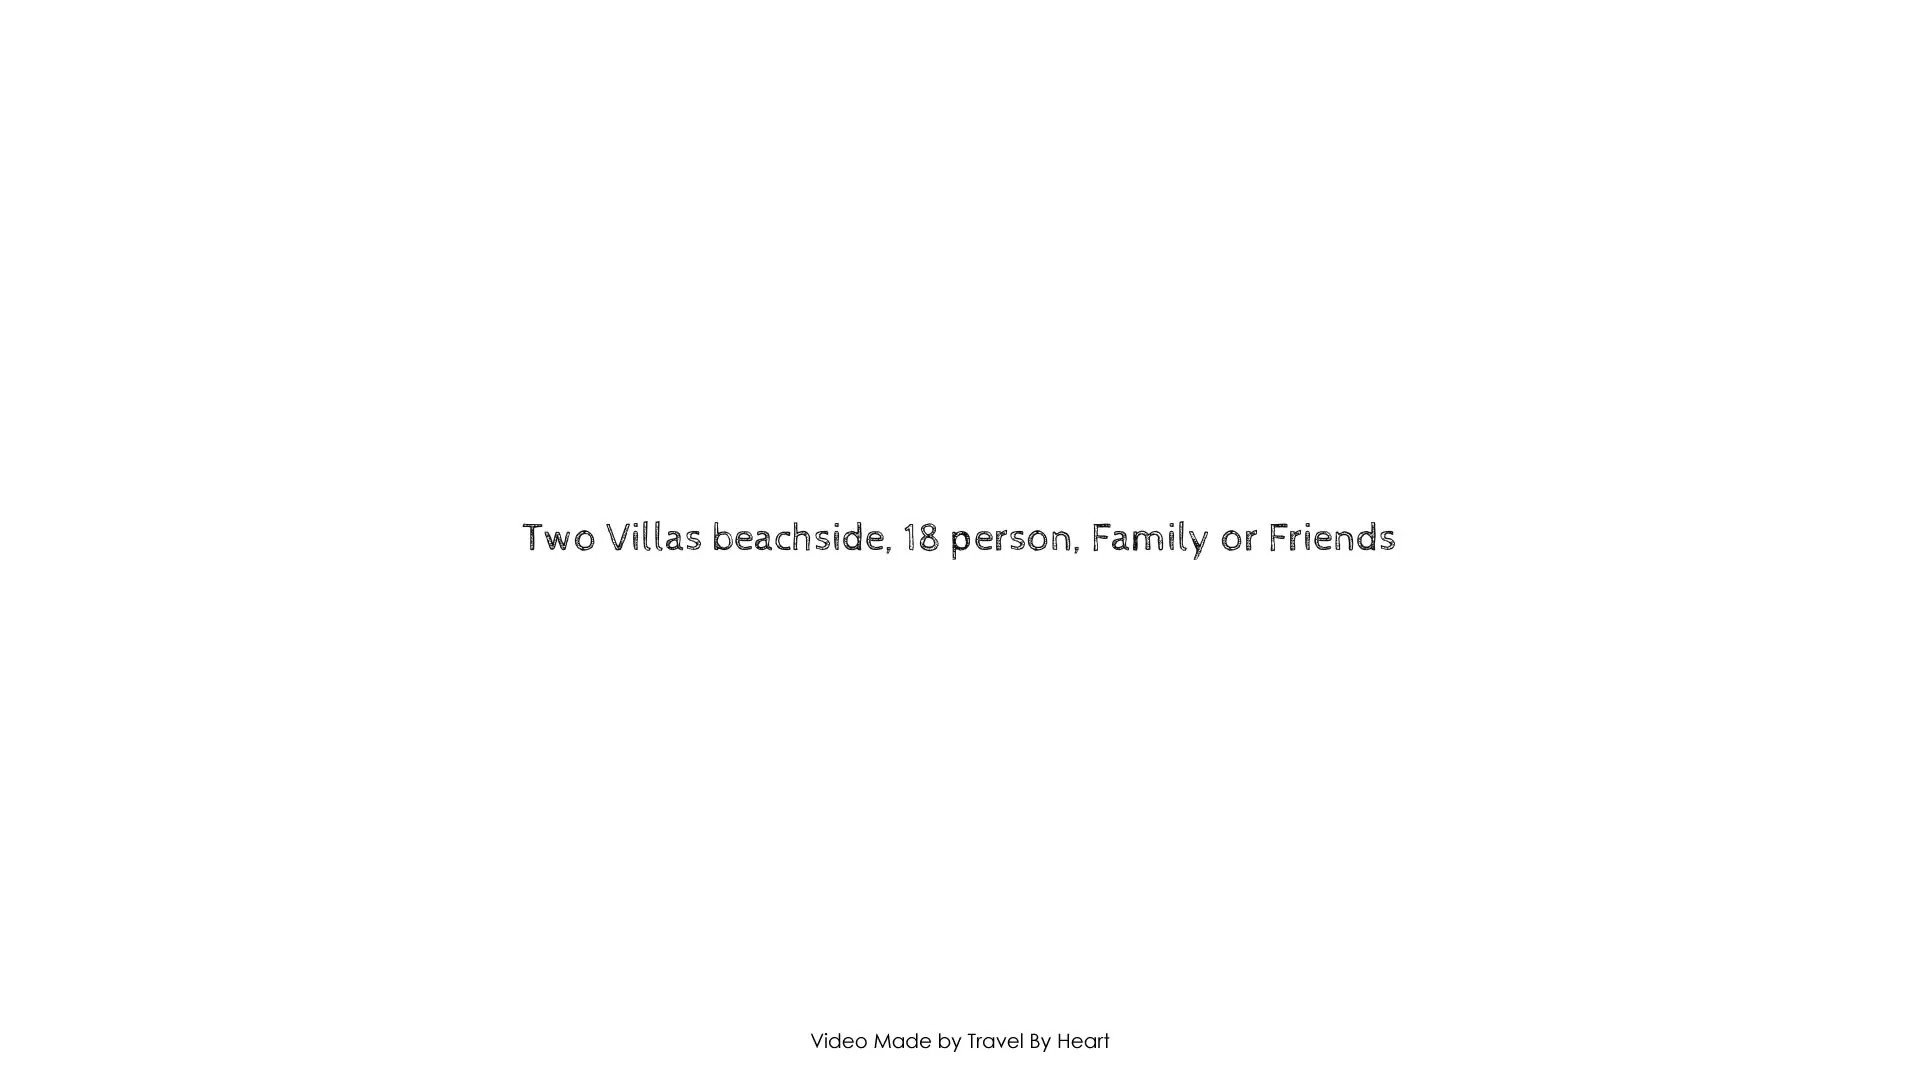 Two Villas beachside, 18 person, Family or Friends
Video Made by Travel By Heart